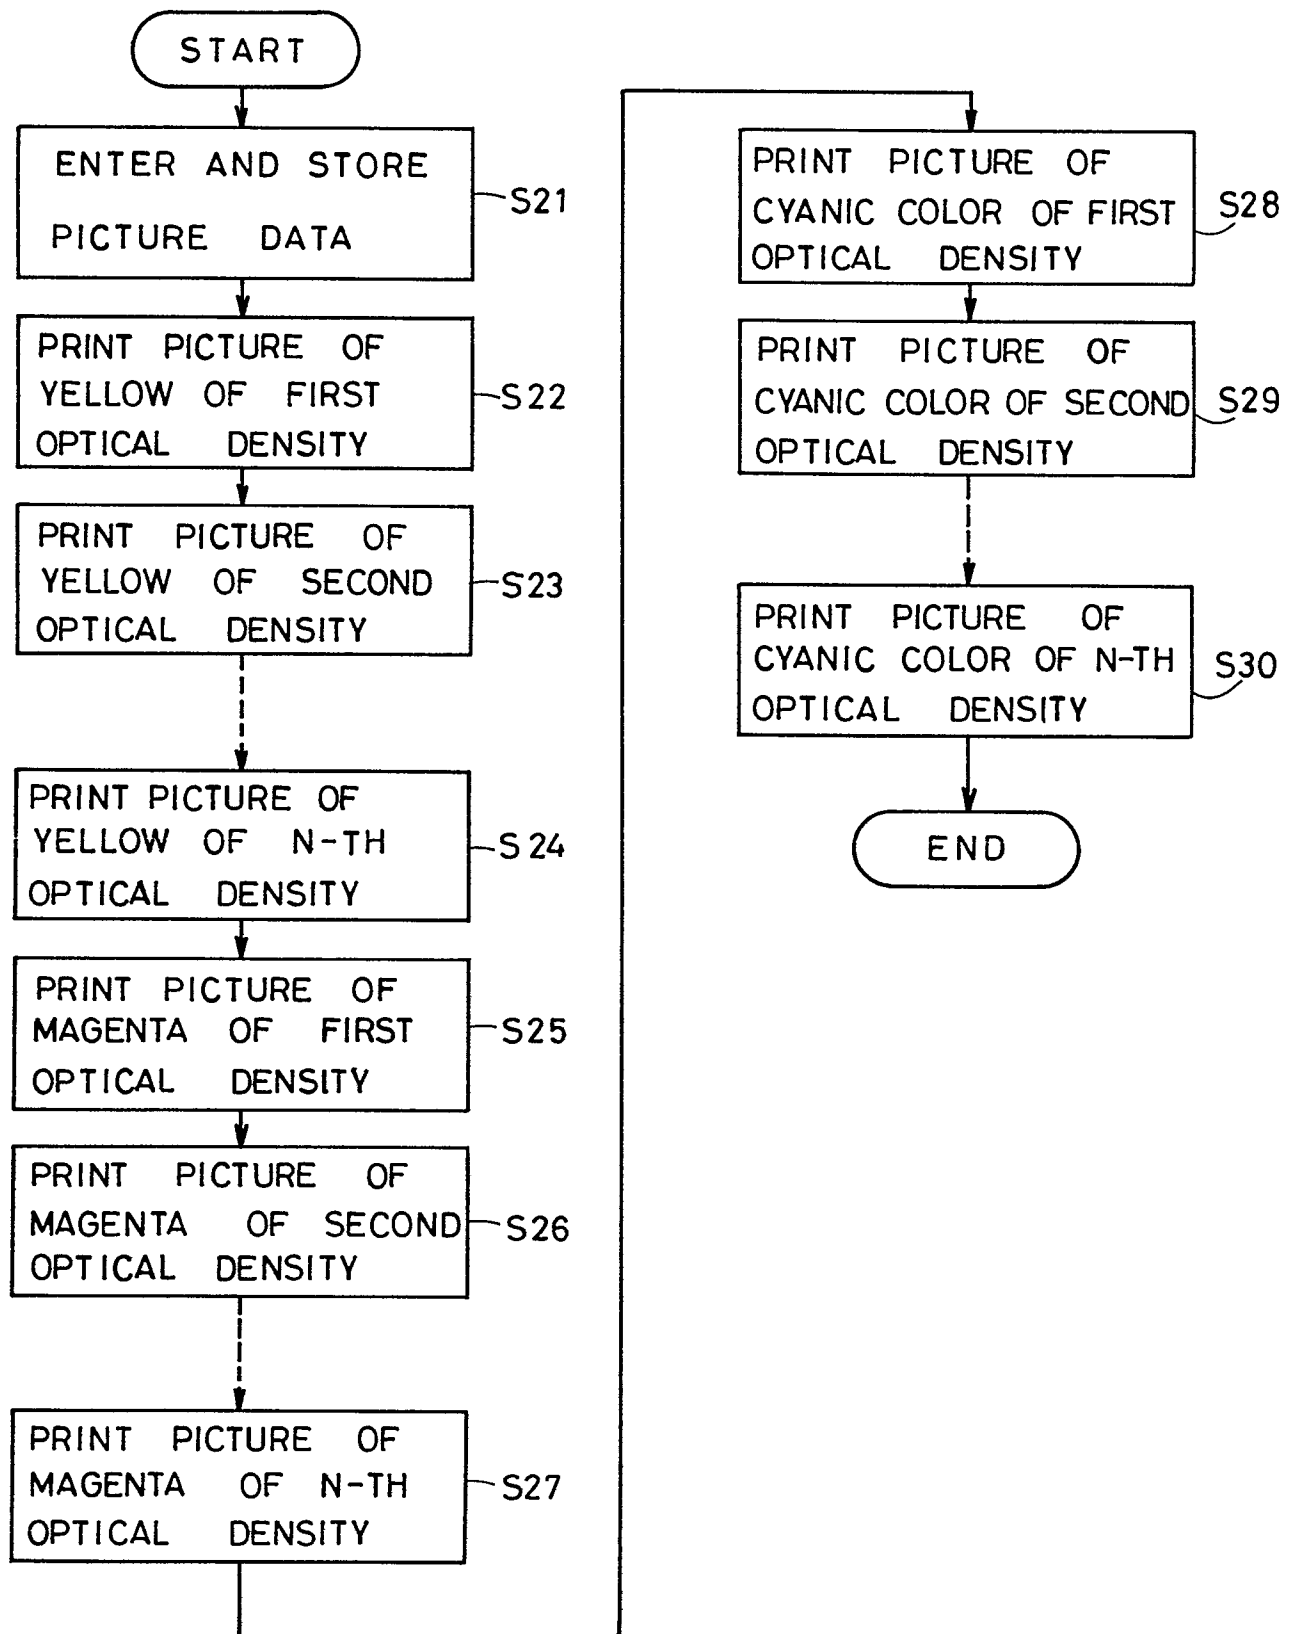 START
ENTER AND STORE
PICTURE DATA
S21
PRINT PICTURE OF
YELLOW OF FIRST
OPTICAL DENSITY
S22
PRINT PICTURE OF
YELLOW OF SECOND
OPTICAL DENSITY
S23
PRINT PICTURE OF
YELLOW OF N-TH
OPTICAL DENSITY
S24
PRINT PICTURE OF
MAGENTA OF FIRST
OPTICAL DENSITY
S25
PRINT PICTURE OF
MAGENTA OF SECOND
OPTICAL DENSITY
S26
PRINT PICTURE OF
MAGENTA OF N-TH
OPTICAL DENSITY
S27
PRINT PICTURE OF
CYANIC COLOR OF FIRST
OPTICAL DENSITY
S28
PRINT PICTURE OF
CYANIC COLOR OF SECOND
OPTICAL DENSITY
S29
PRINT PICTURE OF
CYANIC COLOR OF N-TH
OPTICAL DENSITY
S30
END